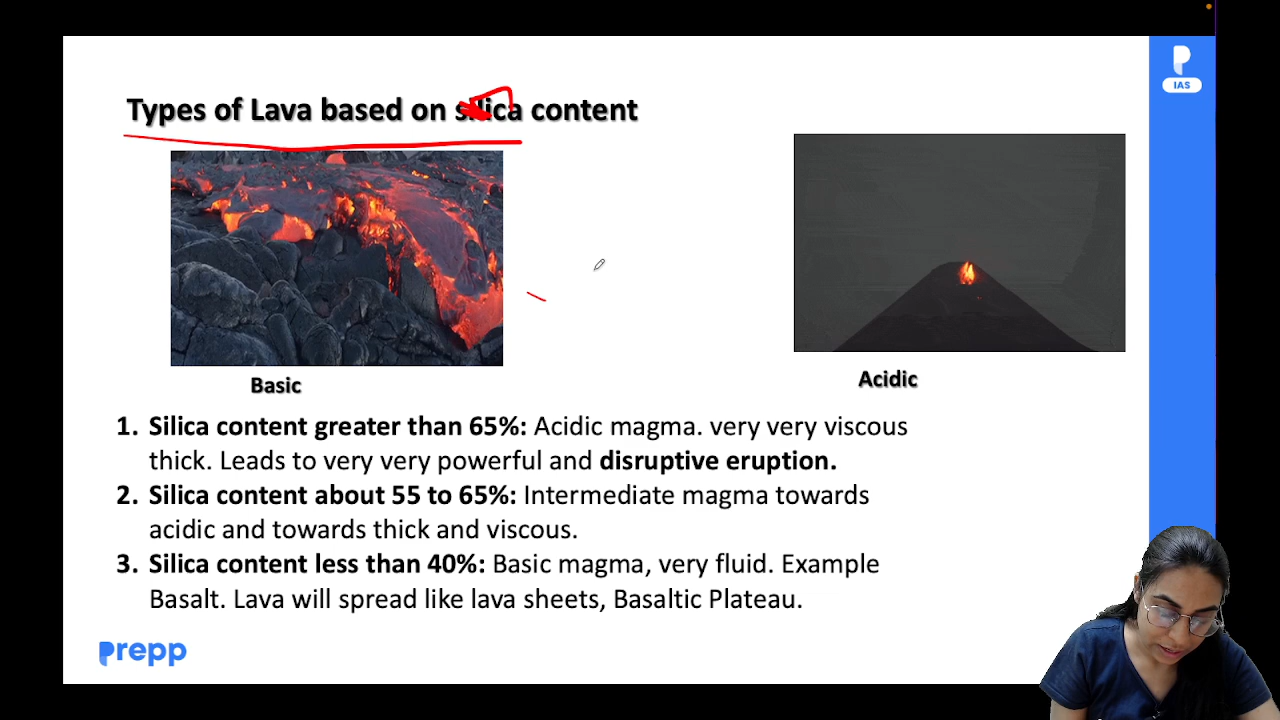 IAS
Types of Lava based on silica content
Basic
Acidic
1. Silica content greater than 65%: Acidic magma. very very viscous
thick. Leads to very very powerful and disruptive eruption.
2. Silica content about 55 to 65%: Intermediate magma towards
acidic and towards thick and viscous.
3. Silica content less than 40%: Basic magma, very fluid. Example
Basalt. Lava will spread like lava sheets, Basaltic Plateau.
prepp